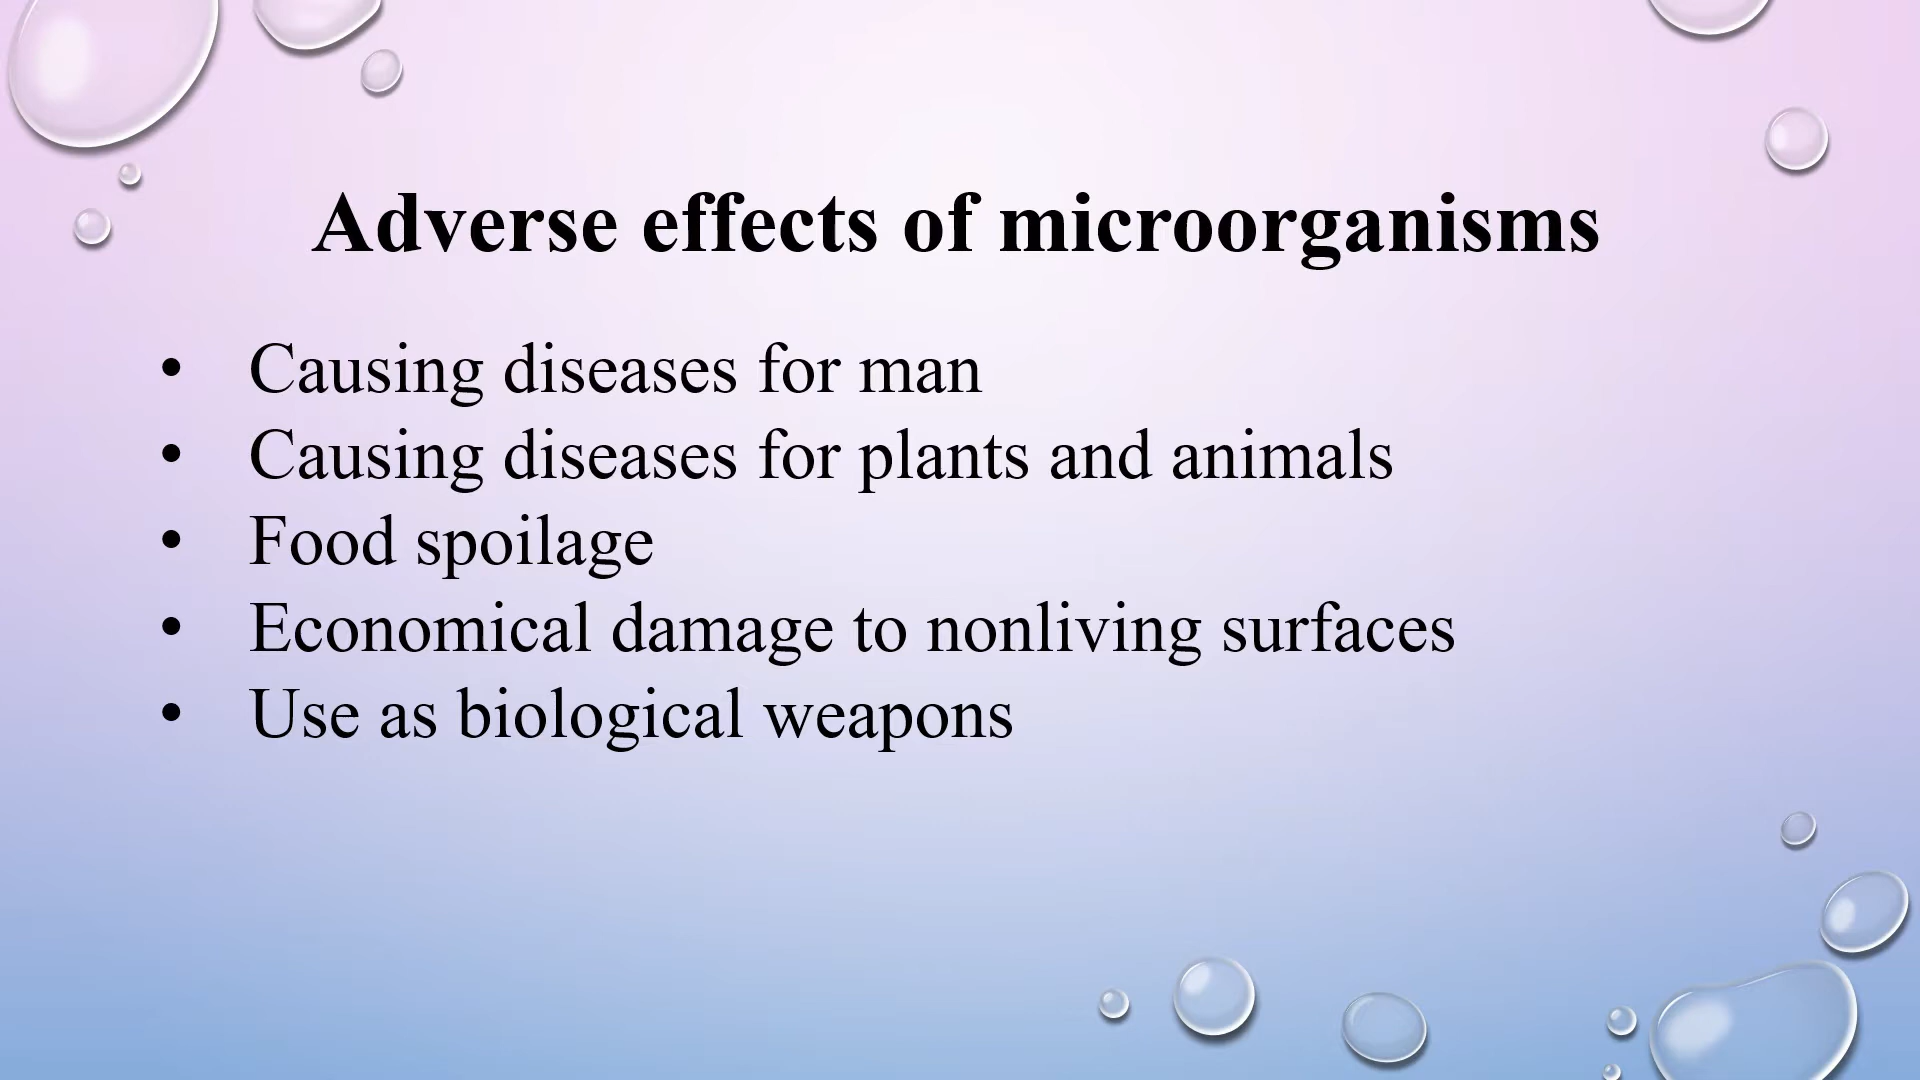 Adverse effects of microorganisms
• Causing diseases for man
• Causing diseases for plants and animals
• Food spoilage
• Economical damage to nonliving surfaces
• Use as biological weapons